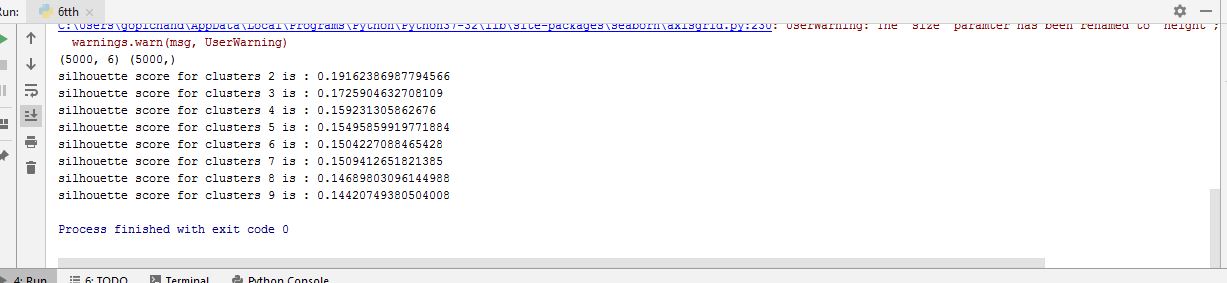 Run: 6tth
C:\Users\gopichand\AppData\Local\Programs\Python\Python37-32\lib\site-packages\seaborn\axisgrid.py:230: UserWarning: The `size` paramter has been renamed to `height`;
warnings.warn(msg, UserWarning)
(5000, 6) (5000,)
silhouette score for clusters 2 is : 0.19162386987794566
silhouette score for clusters 3 is : 0.1725904632708109
silhouette score for clusters 4 is : 0.159231305862676
silhouette score for clusters 5 is : 0.15495859919771884
silhouette score for clusters 6 is : 0.1504227088465428
silhouette score for clusters 7 is : 0.1509412651821385
silhouette score for clusters 8 is : 0.14689803096144988
silhouette score for clusters 9 is : 0.14420749380504008
Process finished with exit code 0
4: Run 6: TODO Terminal Python Console